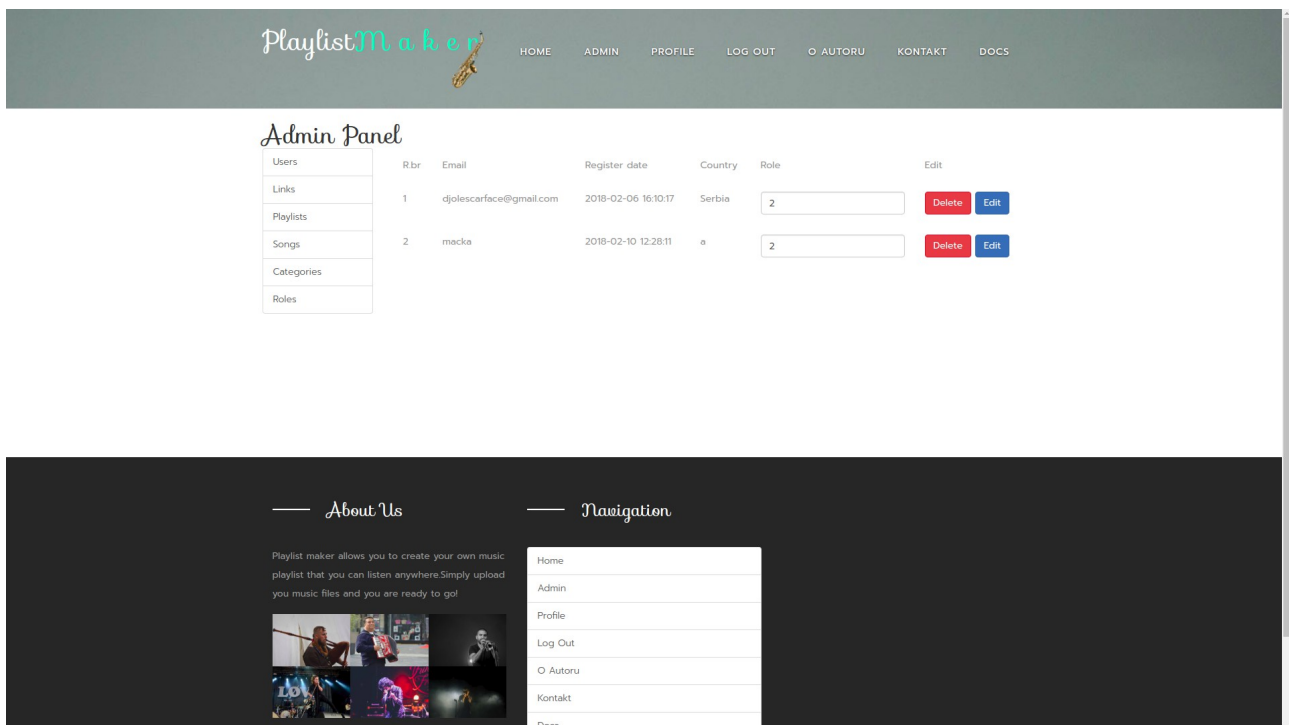 PlaylistMaker
HOME ADMIN PROFILE LOG OUT O AUTORU KONTAKT DOCS
Admin Panel
Users
Links
Playlists
Songs
Categories
Roles
R.br Email Register date Country Role Edit
1 djolescarface@gmail.com 2018-02-06 16:10:17 Serbia 2 Delete Edit
2 macka 2018-02-10 12:28:11 a 2 Delete Edit
About Us
Playlist maker allows you to create your own music
playlist that you can listen anywhere.Simply upload
you music files and you are ready to go!
LOV
Navigation
Home
Admin
Profile
Log Out
O Autoru
Kontakt
Docs